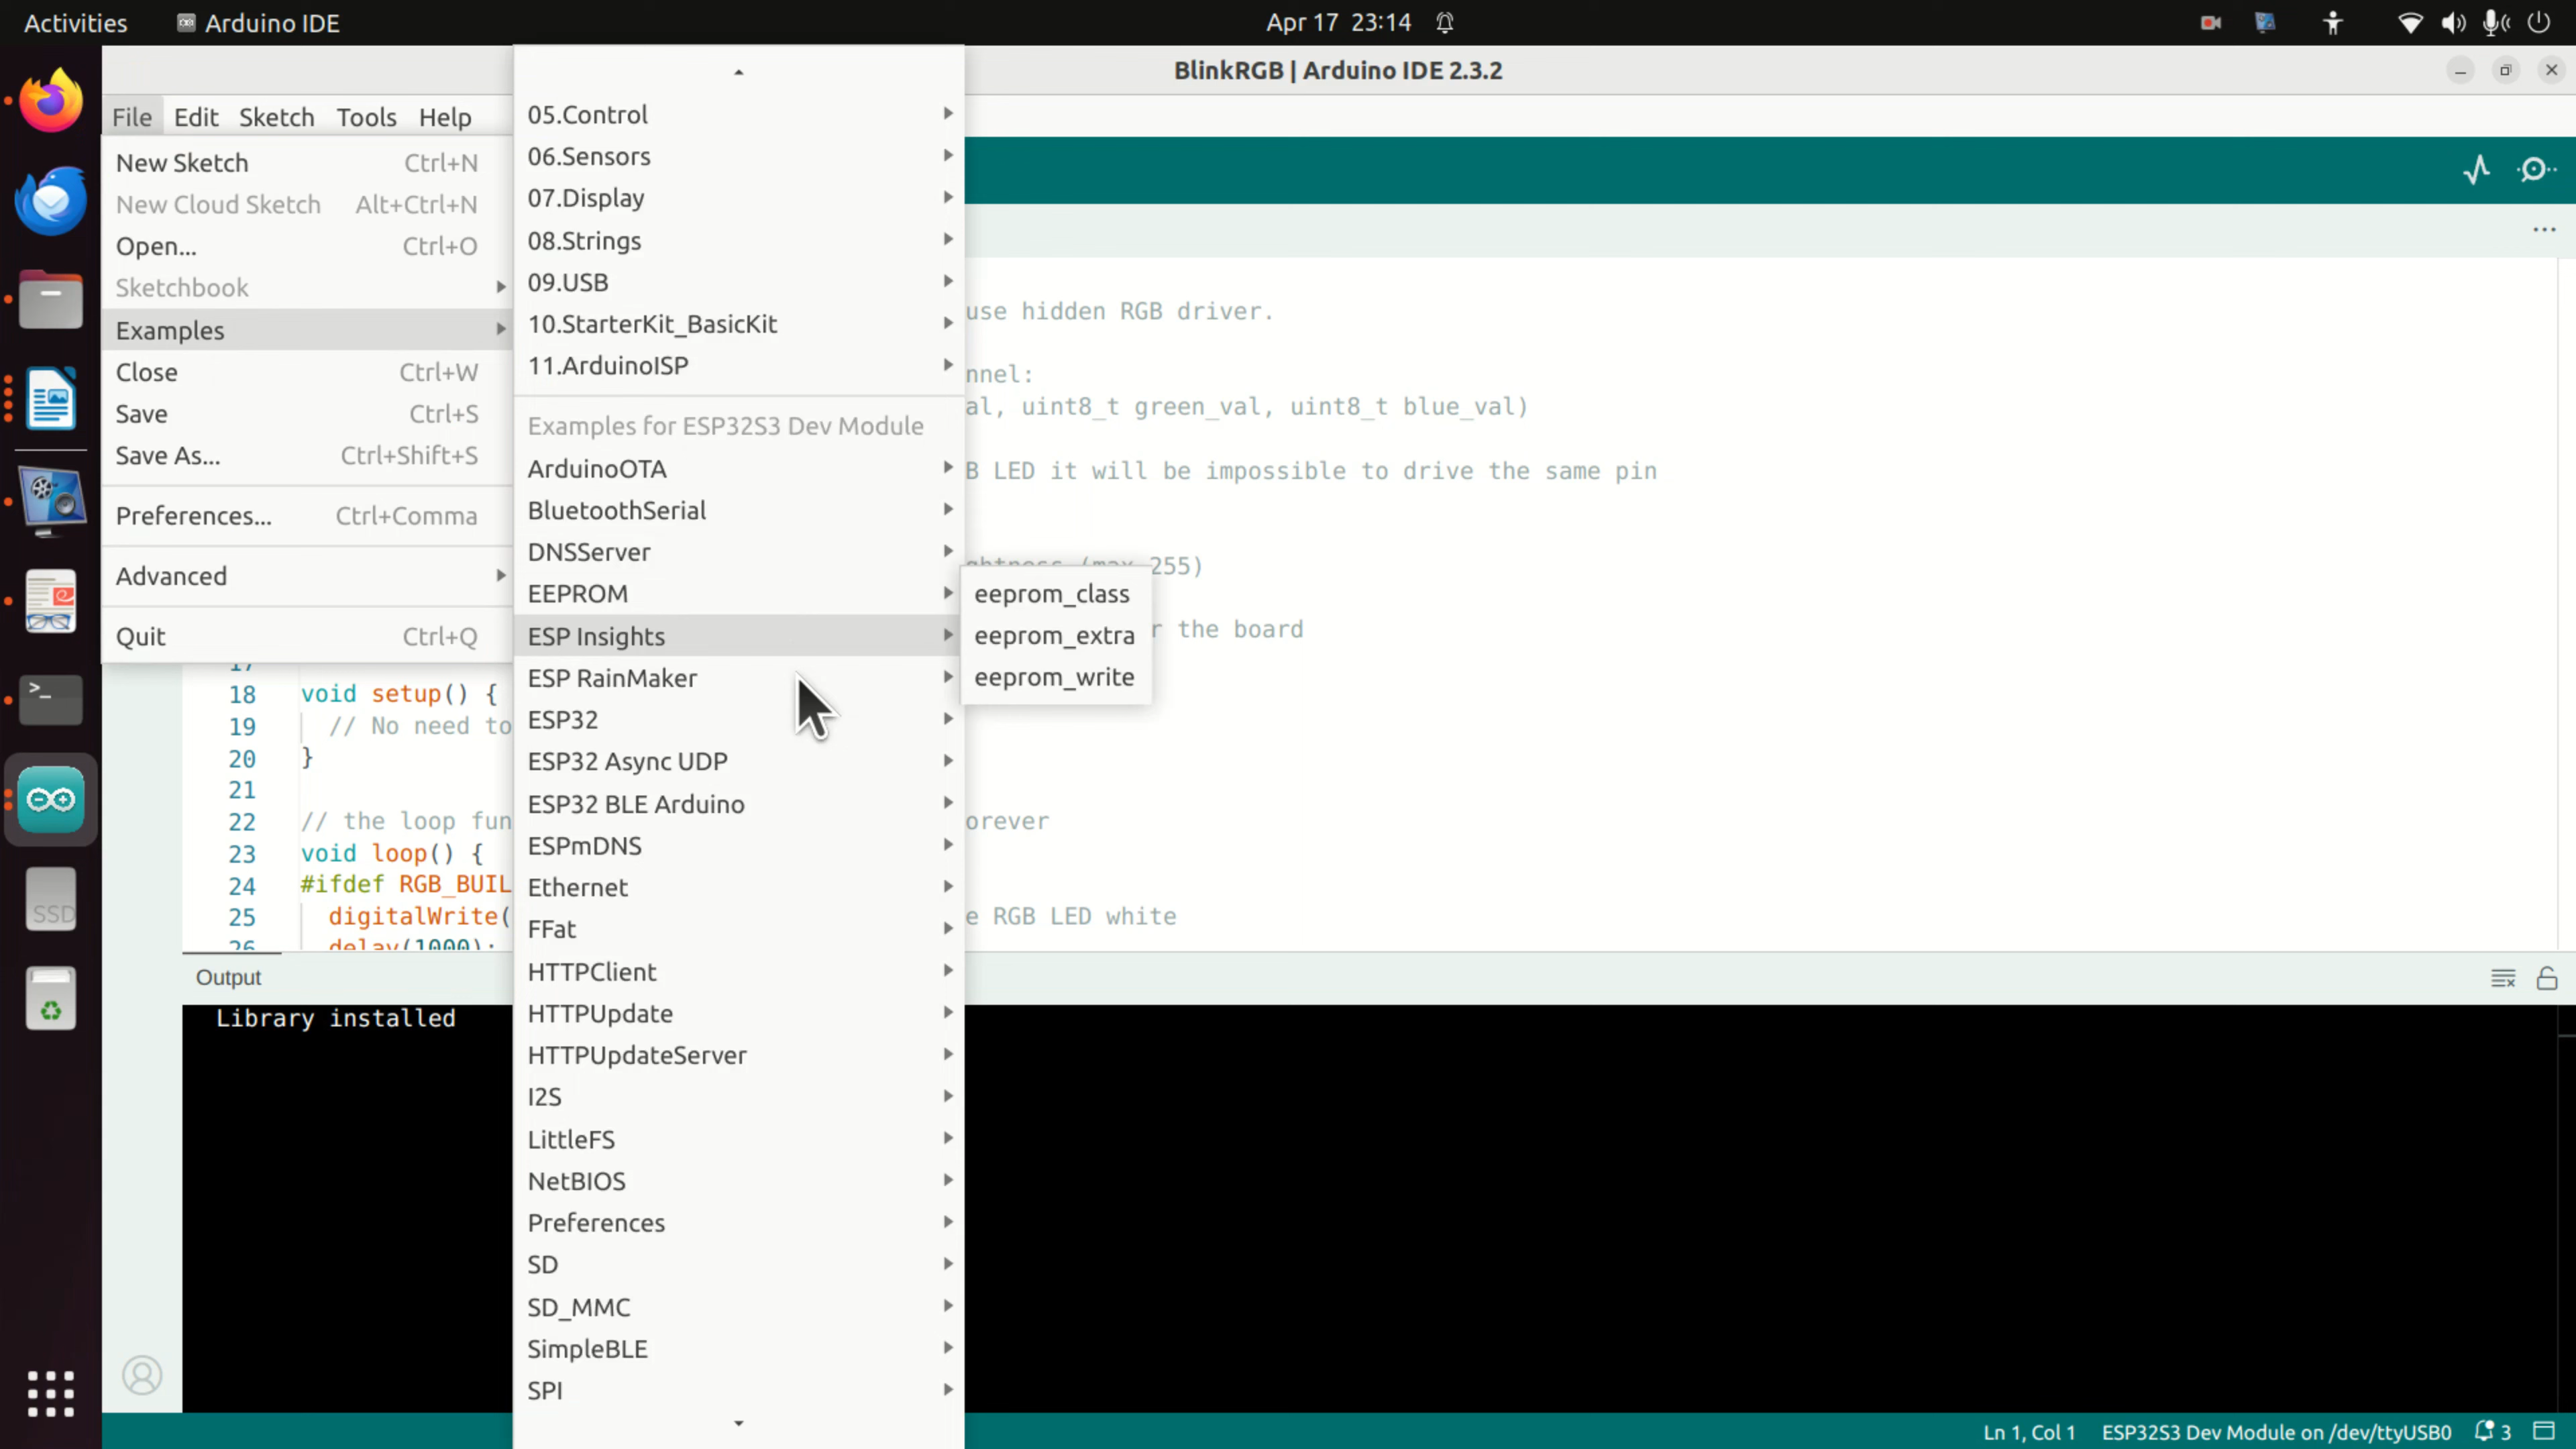 Activities
Arduino IDE
Apr 17 23:14
BlinkRGB | Arduino IDE 2.3.2
File Edit Sketch Tools Help
New Sketch Ctrl+N
New Cloud Sketch Alt+Ctrl+N
Open... Ctrl+O
Sketchbook
Examples
Close Ctrl+W
Save Ctrl+S
Save As... Ctrl+Shift+S
Preferences... Ctrl+Comma
Advanced
Quit Ctrl+Q
05.Control
06.Sensors
07.Display
08.Strings
09.USB
10.StarterKit_BasicKit
11.ArduinoISP
Examples for ESP32S3 Dev Module
ArduinoOTA
BluetoothSerial
DNSServer
EEPROM
ESP Insights
ESP RainMaker
ESP32
ESP32 Async UDP
ESP32 BLE Arduino
ESPmDNS
Ethernet
FFat
HTTPClient
HTTPUpdate
HTTPUpdateServer
I2S
LittleFS
NetBIOS
Preferences
SD
SD_MMC
SimpleBLE
SPI
eeprom_class
eeprom_extra
eeprom_write
use hidden RGB driver.
nnel:
al, uint8_t green_val, uint8_t blue_val)
B LED it will be impossible to drive the same pin
ghtness (max 255)
r the board
17
18 void setup() {
19 // No need to
20 }
21
22 // the loop fun orever
23 void loop() {
24 #ifdef RGB_BUIL
25 digitalWrite( e RGB LED white
26 delay(1000);
Output
Library installed
SSD
Ln 1, Col 1 ESP32S3 Dev Module on /dev/ttyUSB0 3